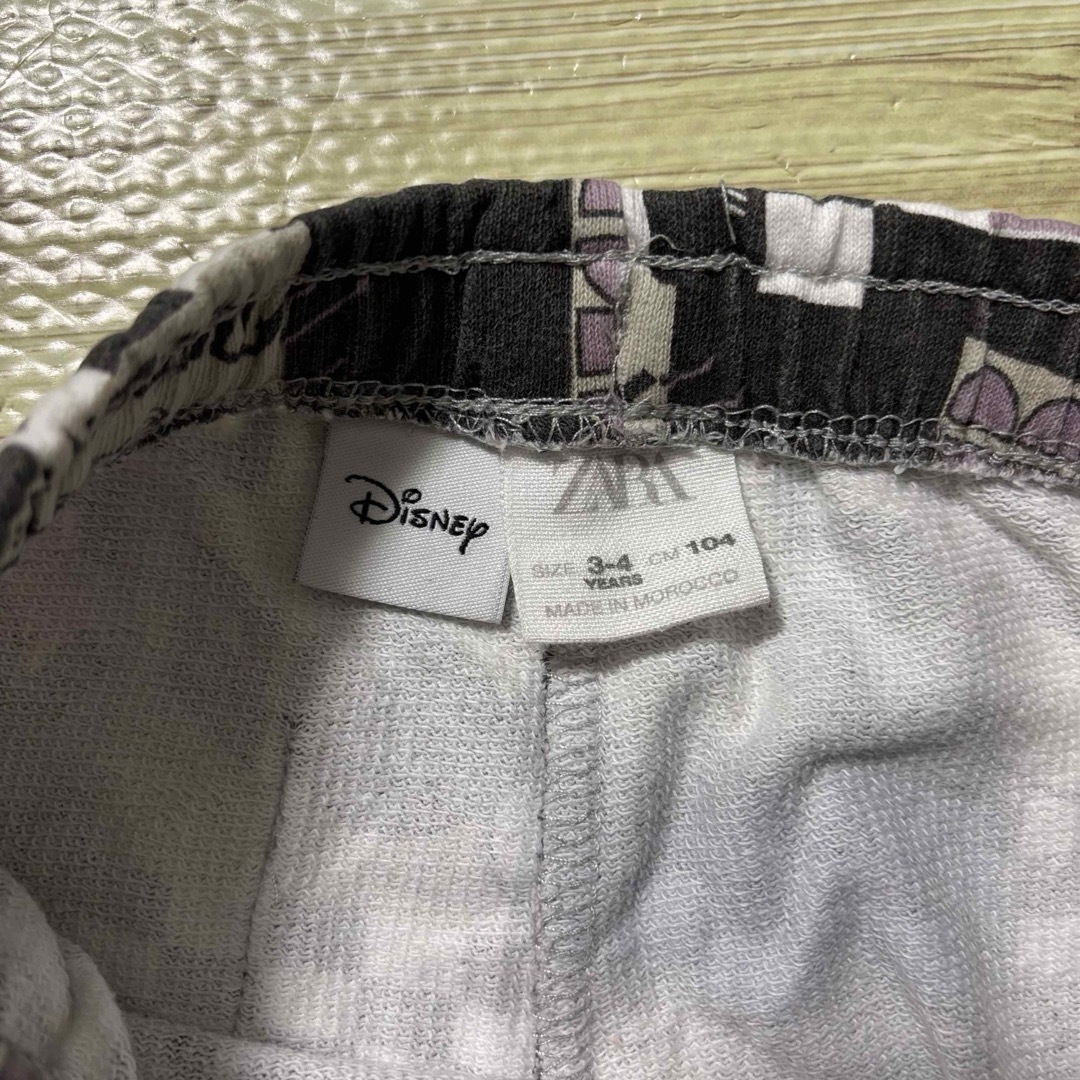 Disney
ZARA
SIZE 3-4 YEARS CM 104
MADE IN MOROCCO